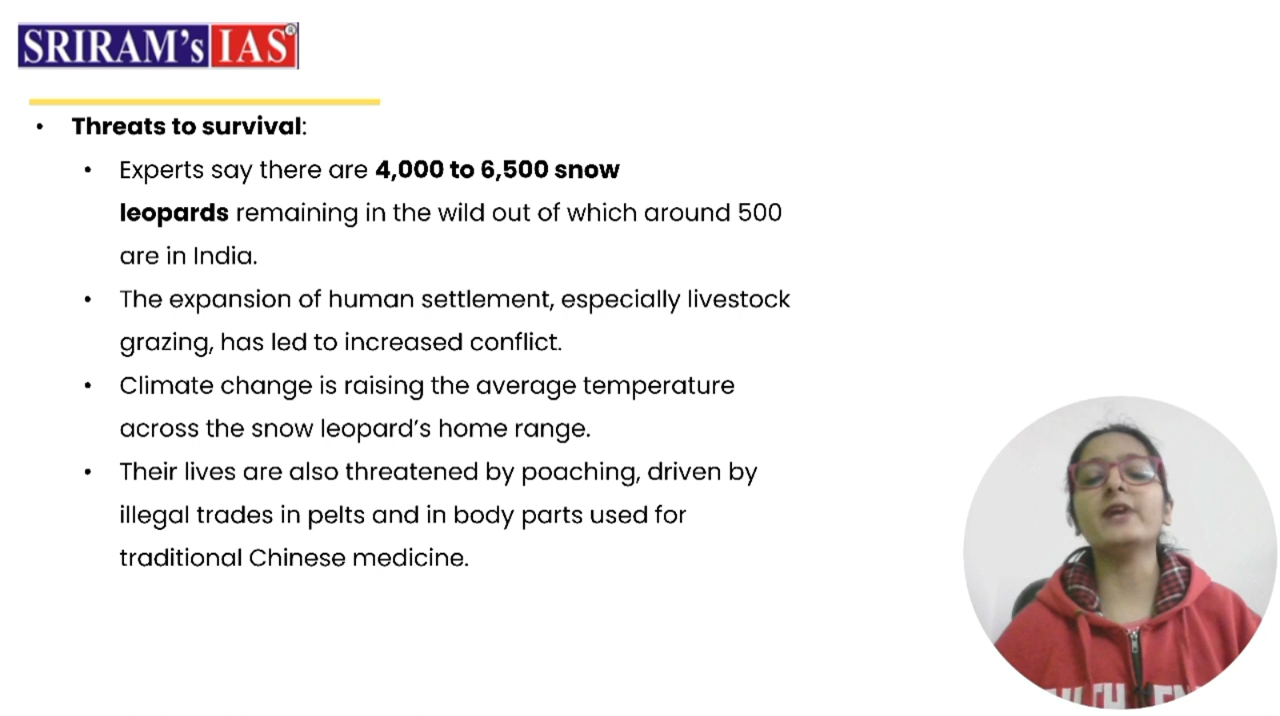 SRIRAM's IAS®
• Threats to survival:
• Experts say there are 4,000 to 6,500 snow
leopards remaining in the wild out of which around 500
are in India.
• The expansion of human settlement, especially livestock
grazing, has led to increased conflict.
• Climate change is raising the average temperature
across the snow leopard’s home range.
• Their lives are also threatened by poaching, driven by
illegal trades in pelts and in body parts used for
traditional Chinese medicine.